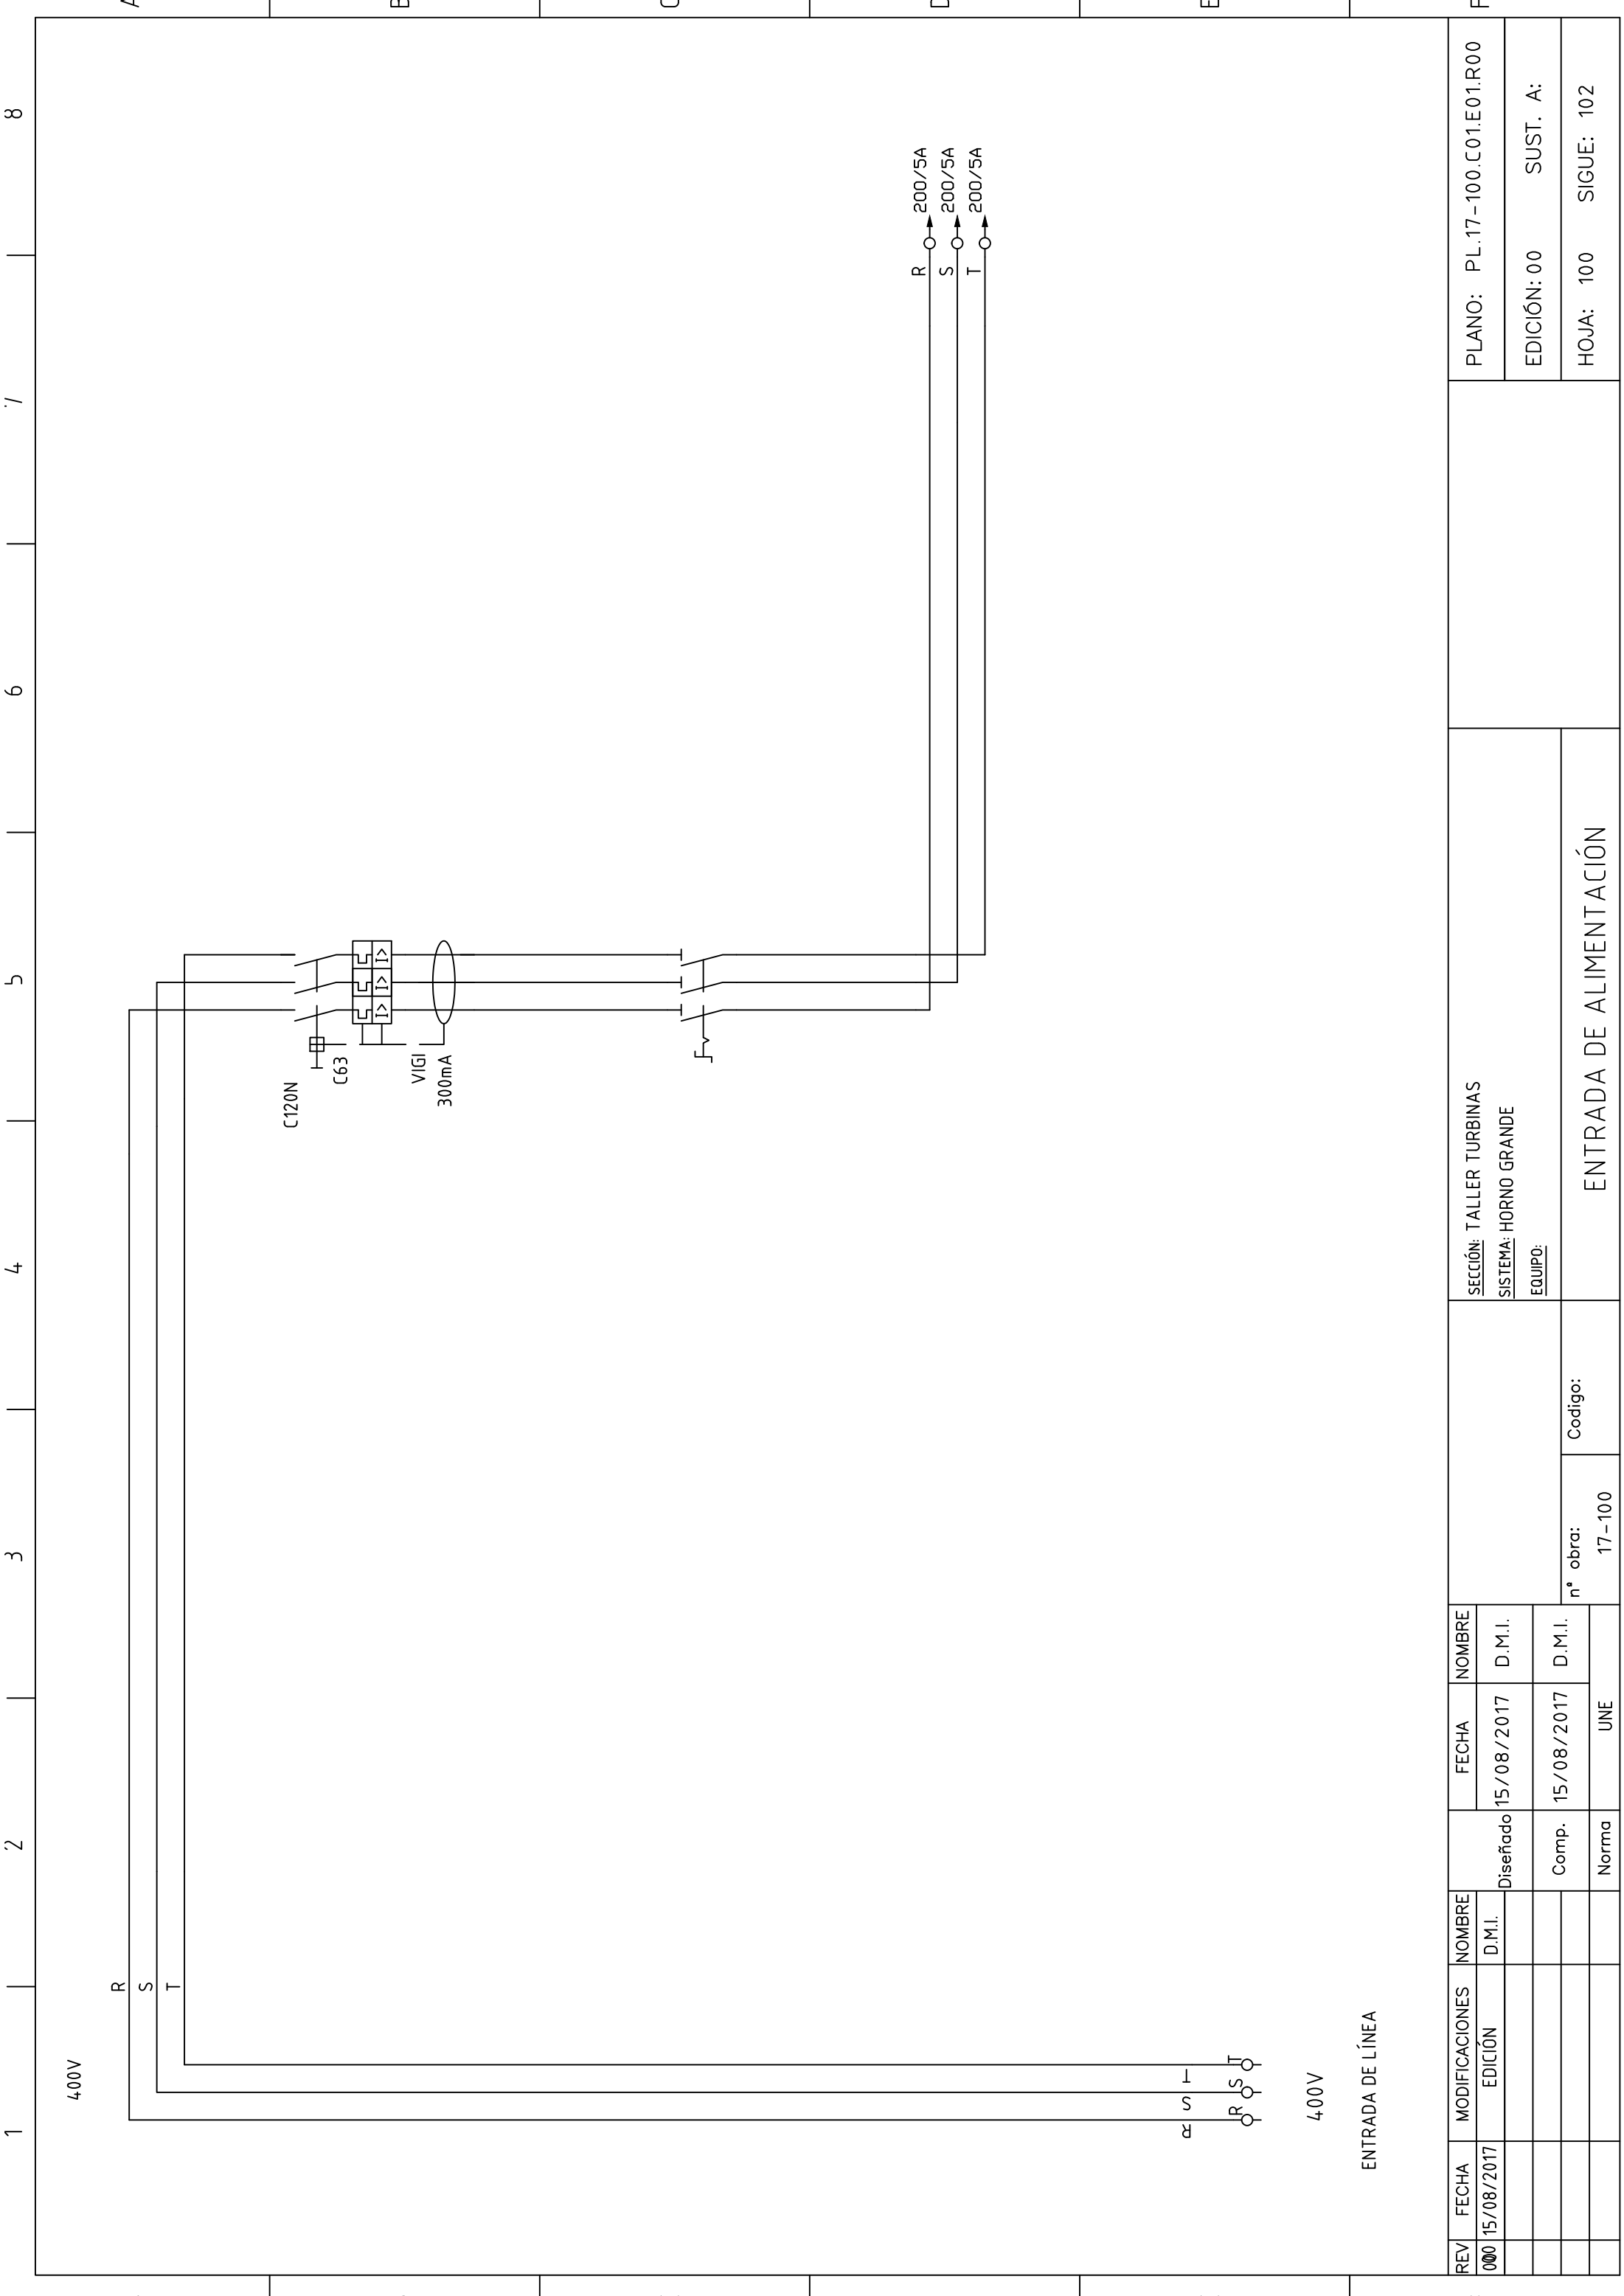 1 2 3 4 5 6 7 8
A
B
C
D
E
F
400V
R
S
T
C120N
C63
VIGI
300mA
I> I> I>
R 200/5A
S 200/5A
T 200/5A
R S T
R S T
400V
ENTRADA DE LÍNEA
REV FECHA MODIFICACIONES NOMBRE
15/08/2017 EDICIÓN D.M.I.
FECHA NOMBRE
Diseñado 15/08/2017 D.M.I.
Comp. 15/08/2017 D.M.I.
Norma UNE
nº obra:
17-100
Codigo:
SECCIÓN: TALLER TURBINAS
SISTEMA: HORNO GRANDE
EQUIPO:
ENTRADA DE ALIMENTACIÓN
PLANO: PL.17-100.C01.E01.R00
EDICIÓN: 00 SUST. A:
HOJA: 100 SIGUE: 102